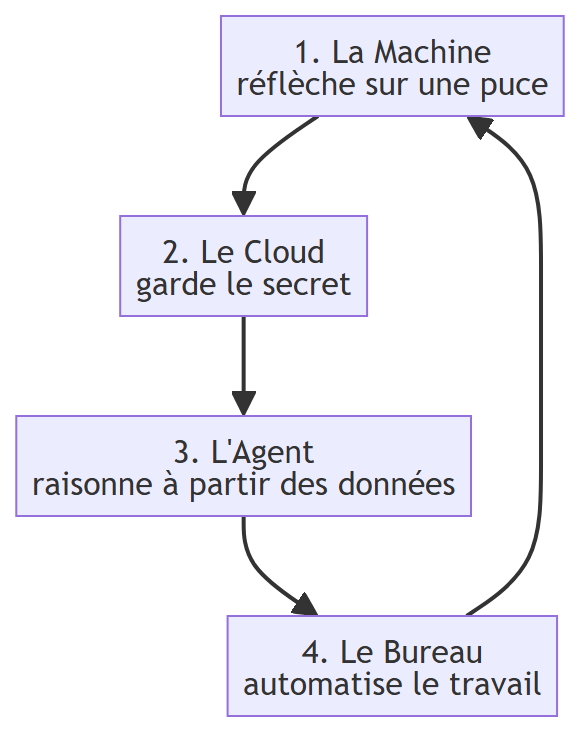 1. La Machine
réflèche sur une puce
2. Le Cloud
garde le secret
3. L'Agent
raisonne à partir des données
4. Le Bureau
automatise le travail